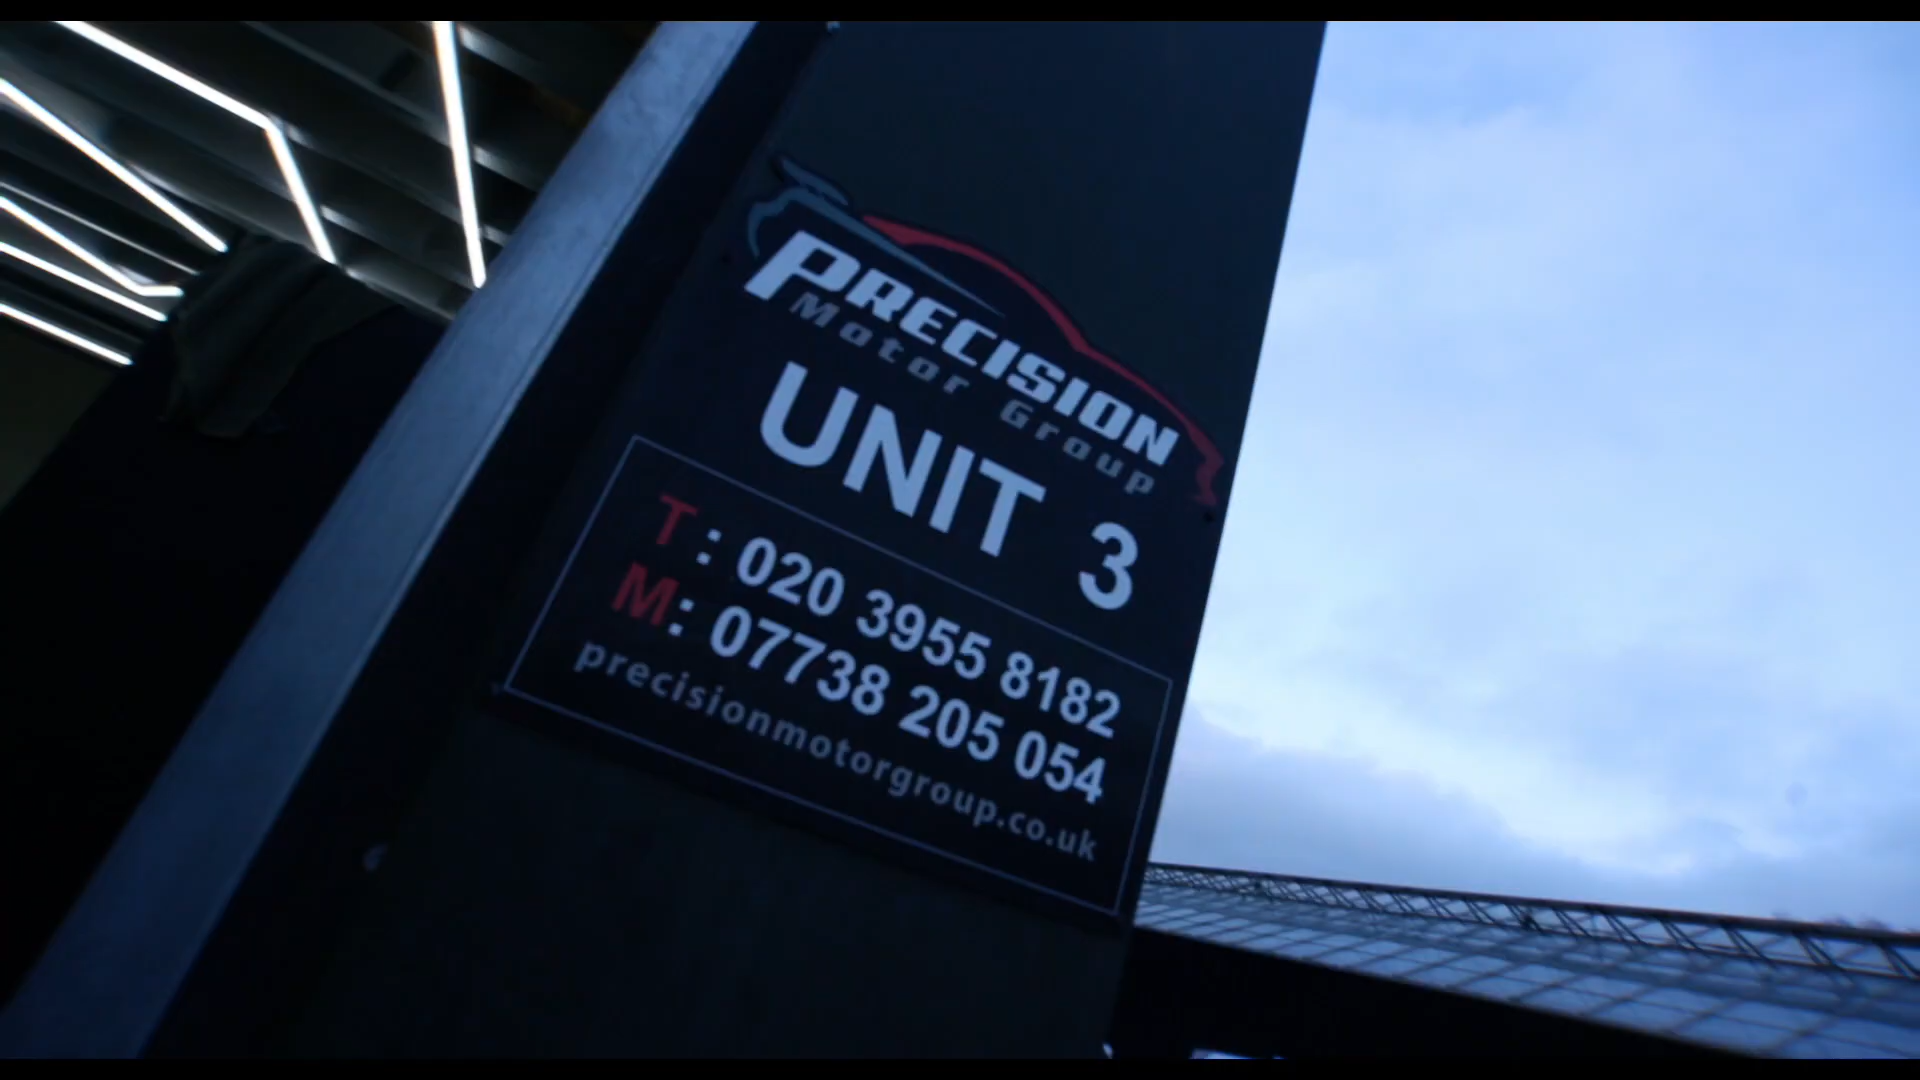 PRECISION
Motor Group
UNIT 3
T: 020 3955 8182
M: 07738 205 054
precisionmotorgroup.co.uk